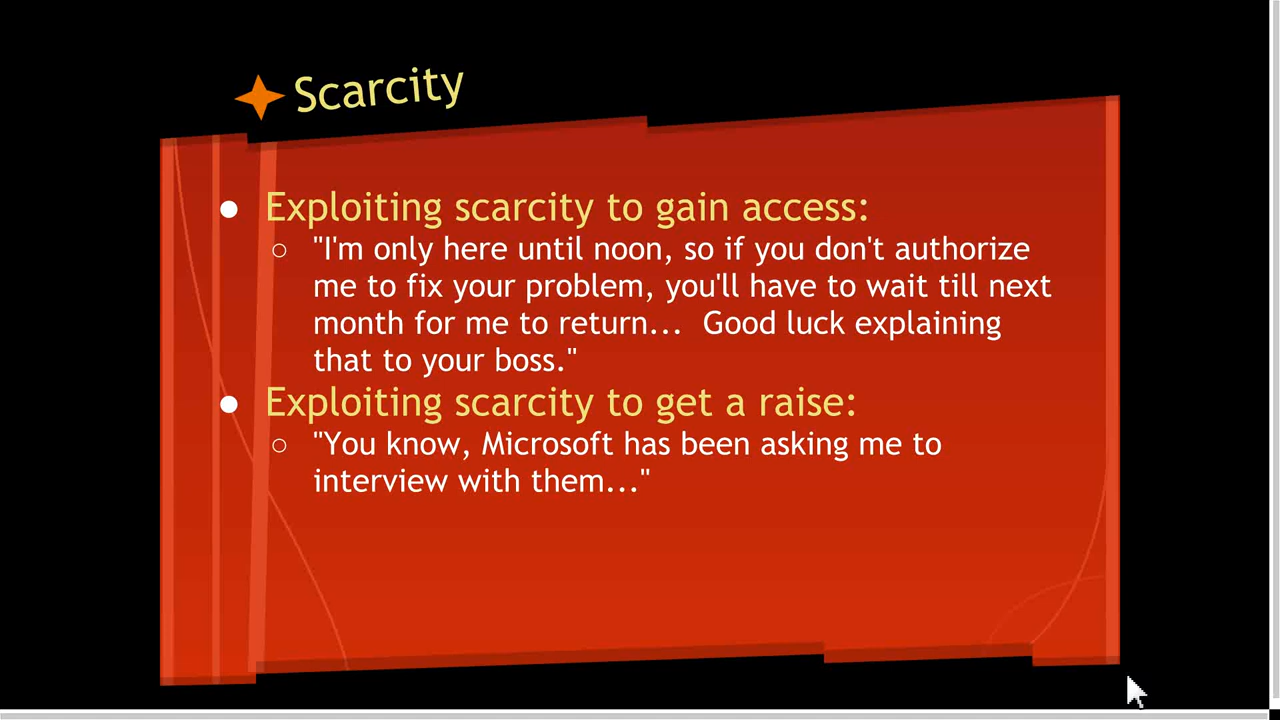 Scarcity
● Exploiting scarcity to gain access:
○ "I'm only here until noon, so if you don't authorize
me to fix your problem, you'll have to wait till next
month for me to return...  Good luck explaining
that to your boss."
● Exploiting scarcity to get a raise:
○ "You know, Microsoft has been asking me to
interview with them..."